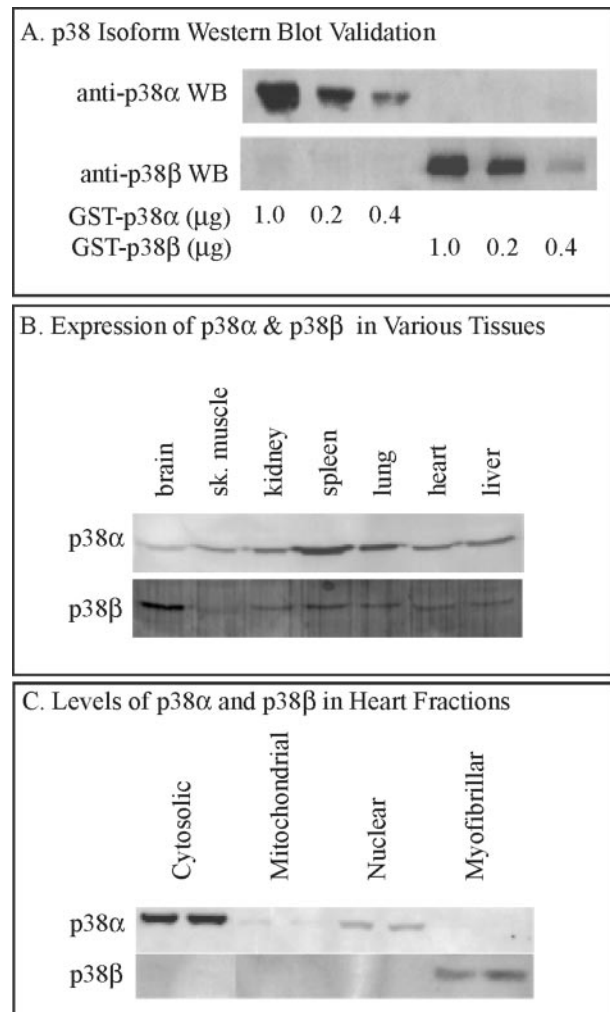 A. p38 Isoform Western Blot Validation
anti-p38α WB
anti-p38β WB
GST-p38α (μg) 1.0 0.2 0.4
GST-p38β (μg) 1.0 0.2 0.4
B. Expression of p38α & p38β in Various Tissues
brain
sk. muscle
kidney
spleen
lung
heart
liver
p38α
p38β
C. Levels of p38α and p38β in Heart Fractions
Cytosolic
Mitochondrial
Nuclear
Myofibrillar
p38α
p38β